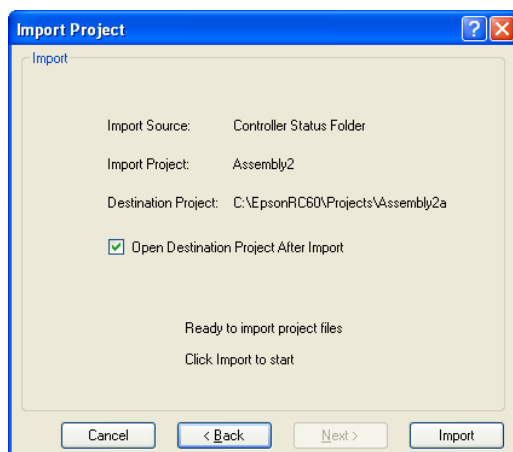 Import Project
Import
Import Source: Controller Status Folder
Import Project: Assembly2
Destination Project: C:\EpsonRC60\Projects\Assembly2a
Open Destination Project After Import
Ready to import project files
Click Import to start
Cancel < Back Next > Import